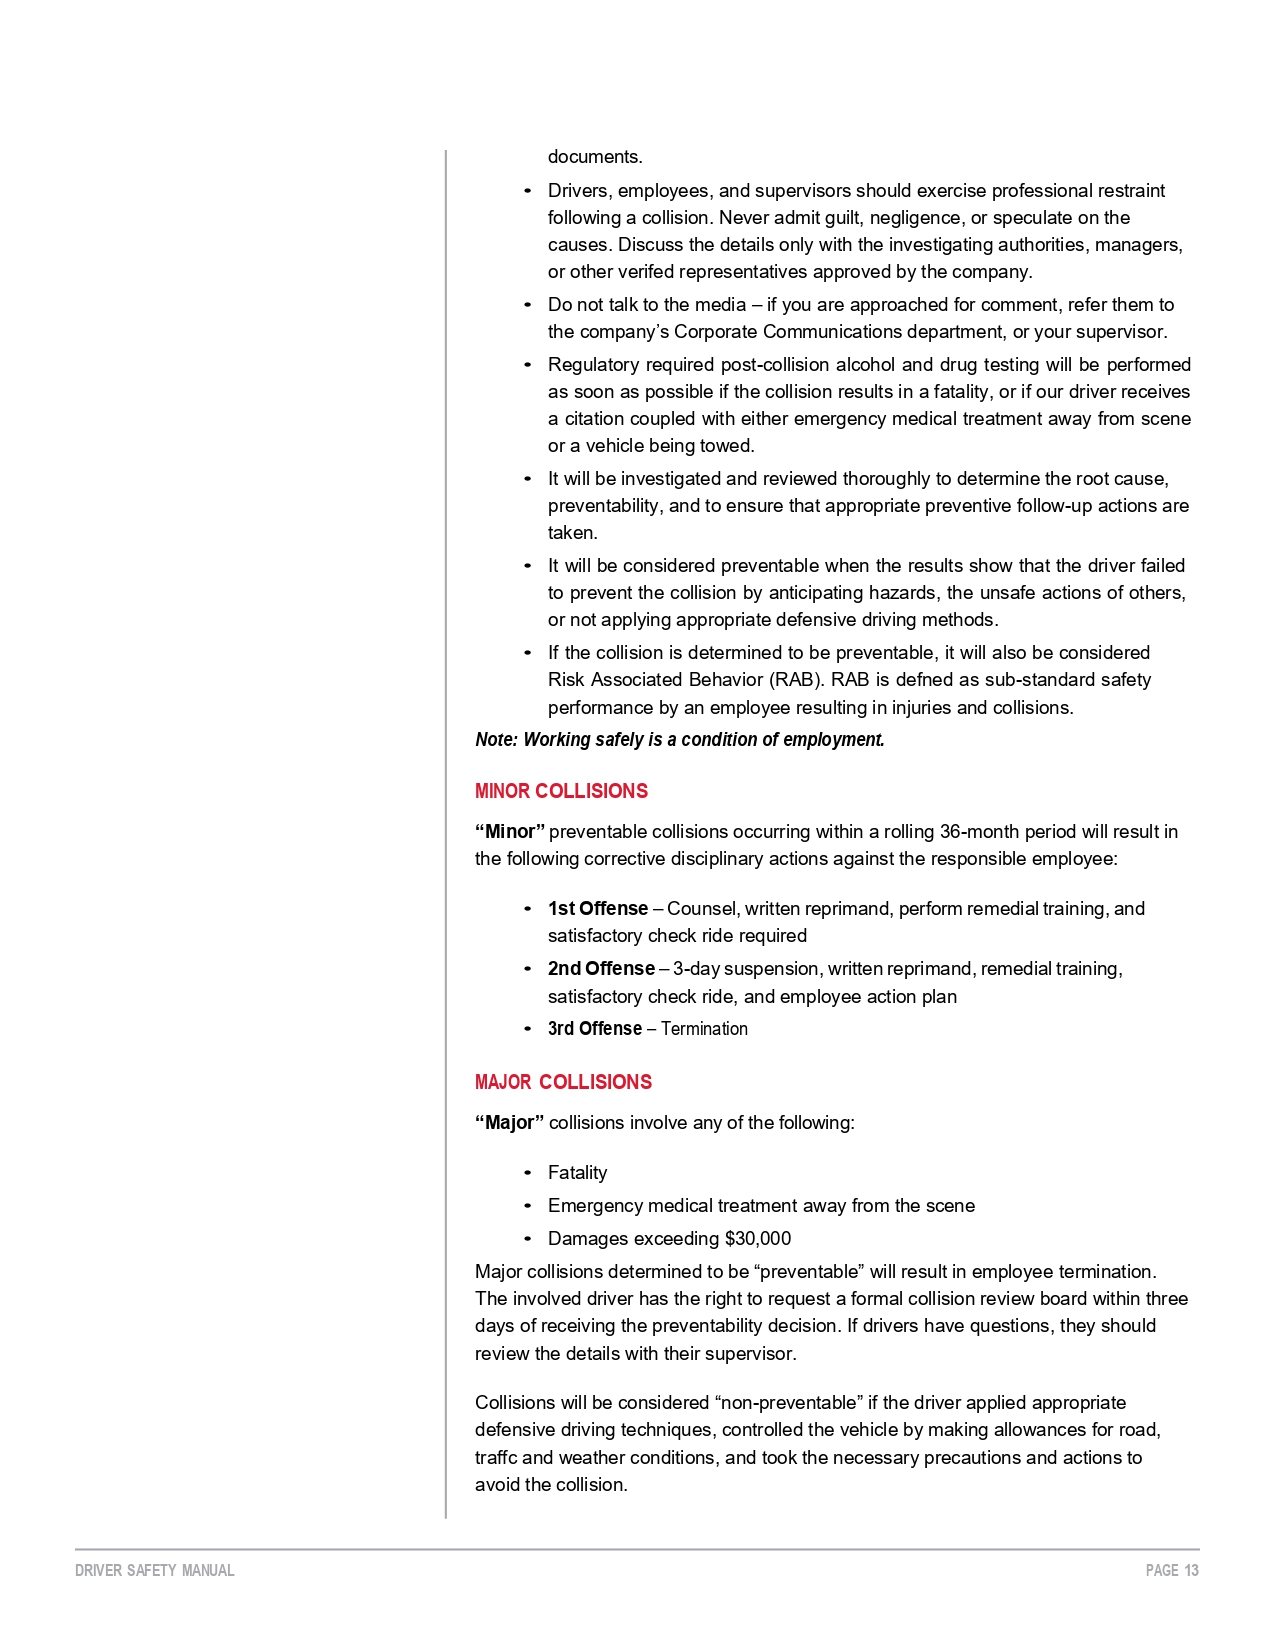 documents.
• Drivers, employees, and supervisors should exercise professional restraint
following a collision. Never admit guilt, negligence, or speculate on the
causes. Discuss the details only with the investigating authorities, managers,
or other verifed representatives approved by the company.
• Do not talk to the media – if you are approached for comment, refer them to
the company’s Corporate Communications department, or your supervisor.
• Regulatory required post-collision alcohol and drug testing will be performed
as soon as possible if the collision results in a fatality, or if our driver receives
a citation coupled with either emergency medical treatment away from scene
or a vehicle being towed.
• It will be investigated and reviewed thoroughly to determine the root cause,
preventability, and to ensure that appropriate preventive follow-up actions are
taken.
• It will be considered preventable when the results show that the driver failed
to prevent the collision by anticipating hazards, the unsafe actions of others,
or not applying appropriate defensive driving methods.
• If the collision is determined to be preventable, it will also be considered
Risk Associated Behavior (RAB). RAB is defned as sub-standard safety
performance by an employee resulting in injuries and collisions.
Note: Working safely is a condition of employment.
MINOR COLLISIONS
“Minor” preventable collisions occurring within a rolling 36-month period will result in
the following corrective disciplinary actions against the responsible employee:
• 1st Offense – Counsel, written reprimand, perform remedial training, and
satisfactory check ride required
• 2nd Offense – 3-day suspension, written reprimand, remedial training,
satisfactory check ride, and employee action plan
• 3rd Offense – Termination
MAJOR COLLISIONS
“Major” collisions involve any of the following:
• Fatality
• Emergency medical treatment away from the scene
• Damages exceeding $30,000
Major collisions determined to be “preventable” will result in employee termination.
The involved driver has the right to request a formal collision review board within three
days of receiving the preventability decision. If drivers have questions, they should
review the details with their supervisor.
Collisions will be considered “non-preventable” if the driver applied appropriate
defensive driving techniques, controlled the vehicle by making allowances for road,
traffc and weather conditions, and took the necessary precautions and actions to
avoid the collision.
DRIVER SAFETY MANUAL PAGE 13